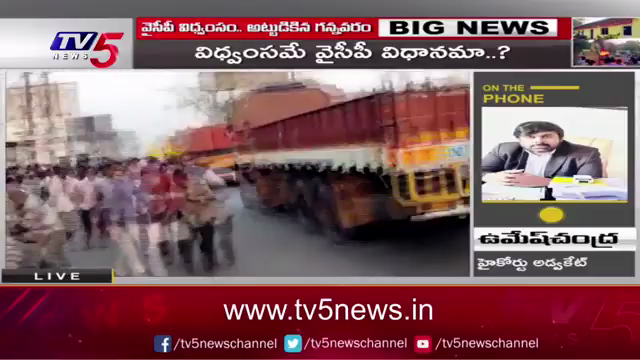 TV5
NEWS
వైసీపీ విధ్వంసం.. అట్టుడికిన గన్నవరం
BIG NEWS
విధ్వంసమే వైసీపీ విధానమా..?
ON THE
PHONE
ఉమేష్‌చంద్ర
హైకోర్టు అడ్వకేట్
LIVE
www.tv5news.in
/tv5newschannel /tv5newschannel /tv5newschannel